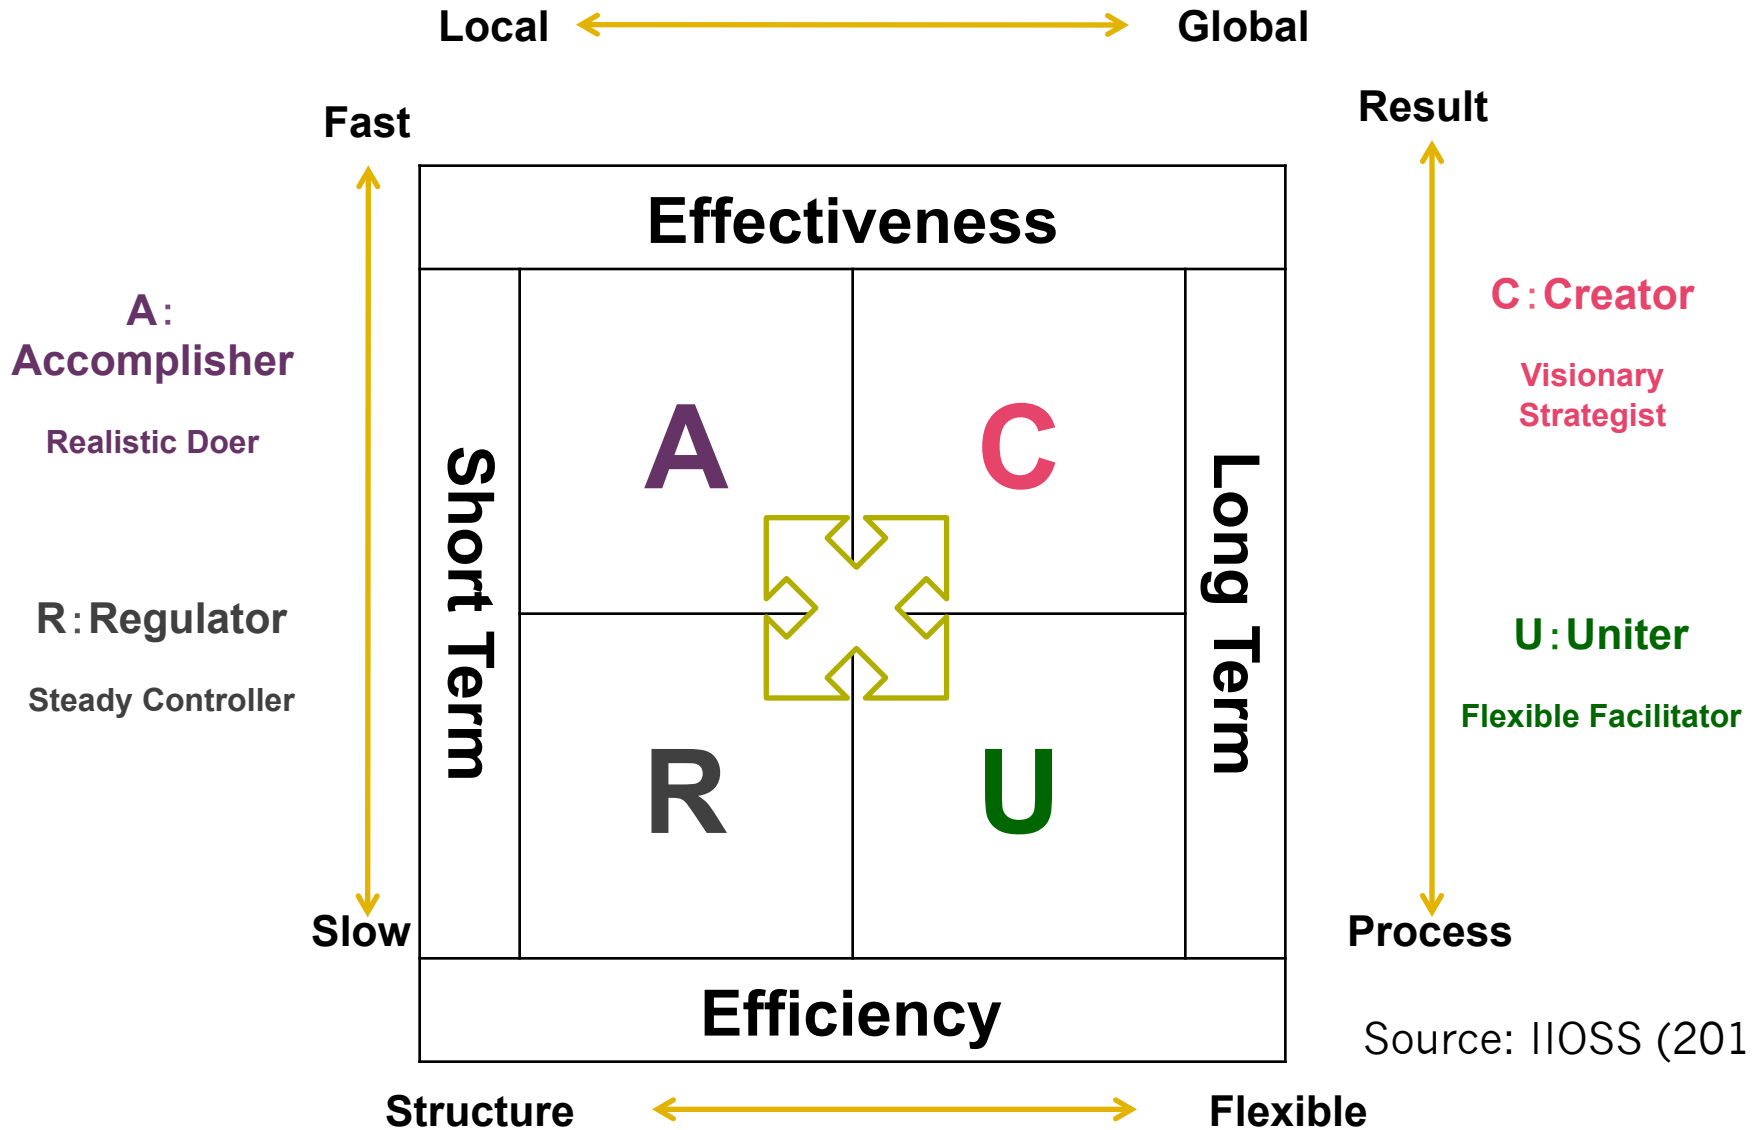 Local
Global
Fast
Result
Effectiveness
A：
Accomplisher
Realistic Doer
C：Creator
Visionary
Strategist
A
C
Short Term
Long Term
R：Regulator
Steady Controller
U：Uniter
Flexible Facilitator
R
U
Slow
Process
Efficiency
Source: IIOSS (201
Structure
Flexible